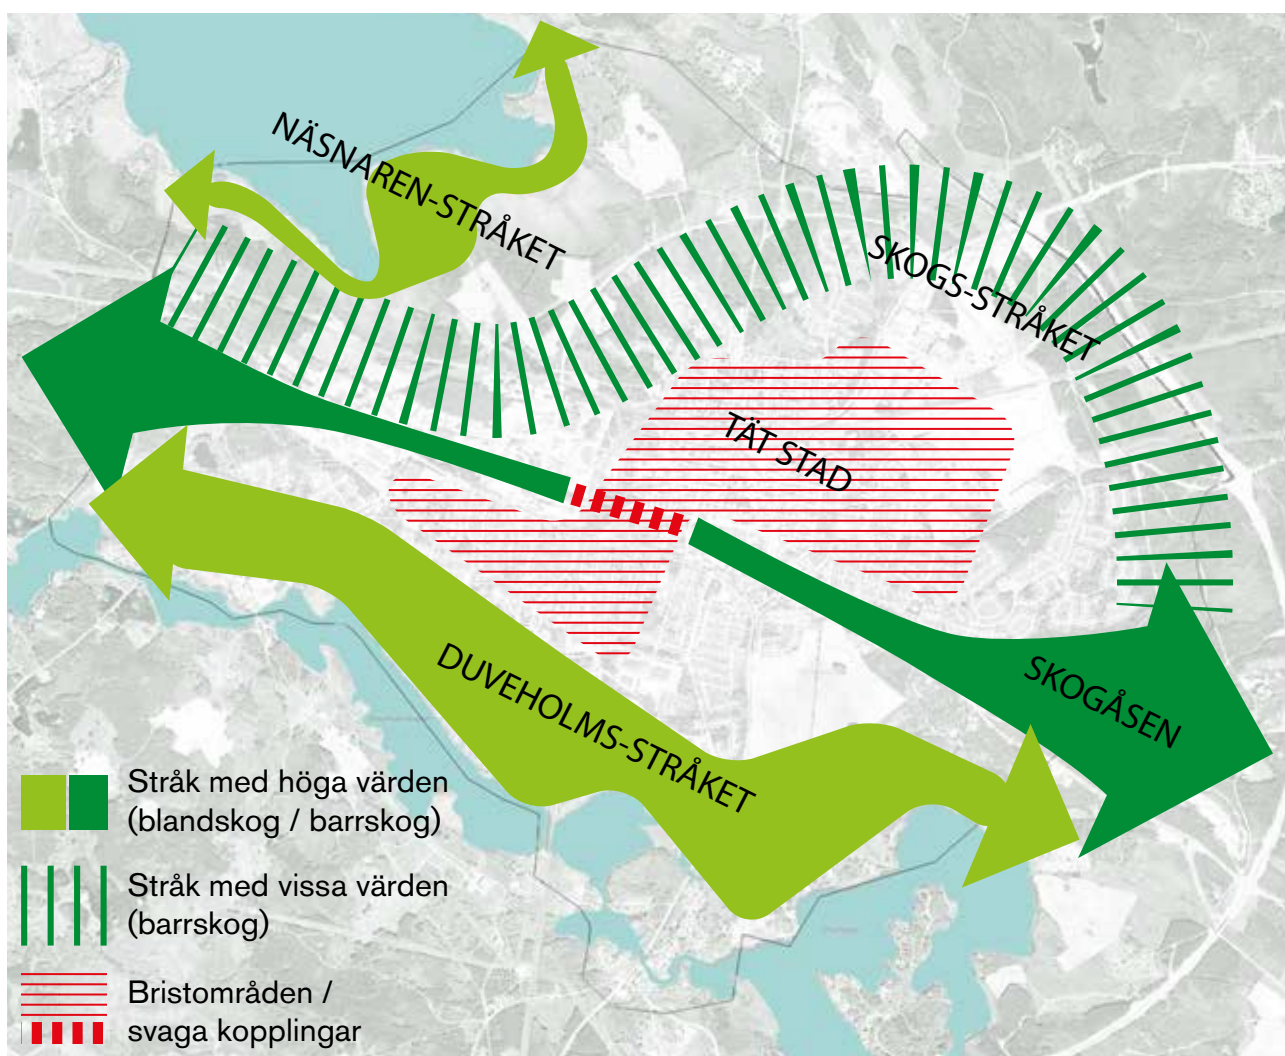 NÄSNAREN-STRÅKET
SKOGS-STRÅKET
TÄT STAD
DUVEHOLMS-STRÅKET
SKOGÅSEN
Stråk med höga värden
(blandskog / barrskog)
Stråk med vissa värden
(barrskog)
Bristområden /
svaga kopplingar